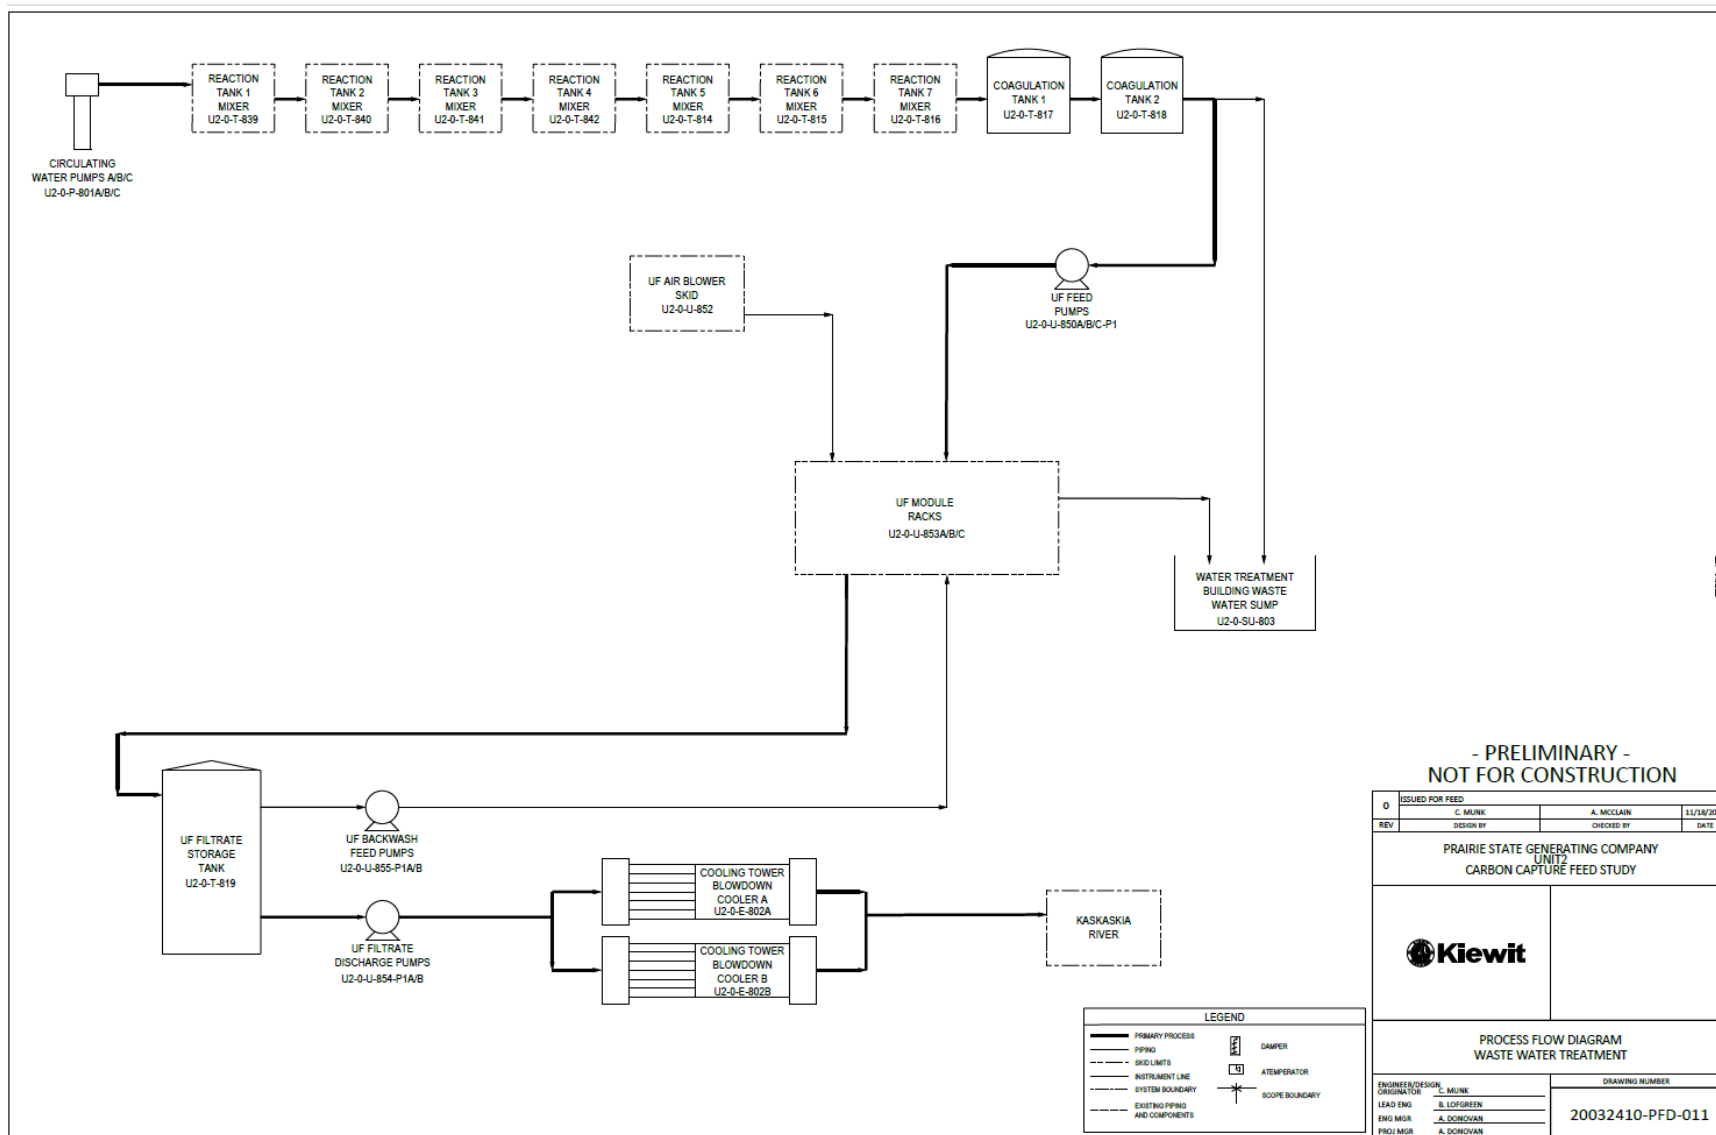 REACTION
TANK 1
MIXER
U2-0-T-839
REACTION
TANK 2
MIXER
U2-0-T-840
REACTION
TANK 3
MIXER
U2-0-T-841
REACTION
TANK 4
MIXER
U2-0-T-842
REACTION
TANK 5
MIXER
U2-0-T-814
REACTION
TANK 6
MIXER
U2-0-T-815
REACTION
TANK 7
MIXER
U2-0-T-816
COAGULATION
TANK 1
U2-0-T-817
COAGULATION
TANK 2
U2-0-T-818
CIRCULATING
WATER PUMPS A/B/C
U2-0-P-801A/B/C
UF AIR BLOWER
SKID
U2-0-U-852
UF FEED
PUMPS
U2-0-U-850A/B/C-P1
UF MODULE
RACKS
U2-0-U-853A/B/C
WATER TREATMENT
BUILDING WASTE
WATER SUMP
U2-0-SU-803
UF FILTRATE
STORAGE
TANK
U2-0-T-819
UF BACKWASH
FEED PUMPS
U2-0-U-855-P1A/B
UF FILTRATE
DISCHARGE PUMPS
U2-0-U-854-P1A/B
COOLING TOWER
BLOWDOWN
COOLER A
U2-0-E-802A
COOLING TOWER
BLOWDOWN
COOLER B
U2-0-E-802B
KASKASKIA
RIVER
LEGEND
PRIMARY PROCESS
PIPING
SKID LIMITS
INSTRUMENT LINE
SYSTEM BOUNDARY
EXISTING PIPING
AND COMPONENTS
DAMPER
ATEMPERATOR
SCOPE BOUNDARY
- PRELIMINARY -
NOT FOR CONSTRUCTION
0 ISSUED FOR FEED
C. MUNK A. MCCLAIN 11/18/20
REV DESIGN BY CHECKED BY DATE
PRAIRIE STATE GENERATING COMPANY
UNIT2
CARBON CAPTURE FEED STUDY
Kiewit
PROCESS FLOW DIAGRAM
WASTE WATER TREATMENT
ENGINEER/DESIGN
ORIGINATOR C. MUNK
LEAD ENG B. LOFGREEN
ENG MGR A. DONOVAN
PROJ MGR A. DONOVAN
DRAWING NUMBER
20032410-PFD-011